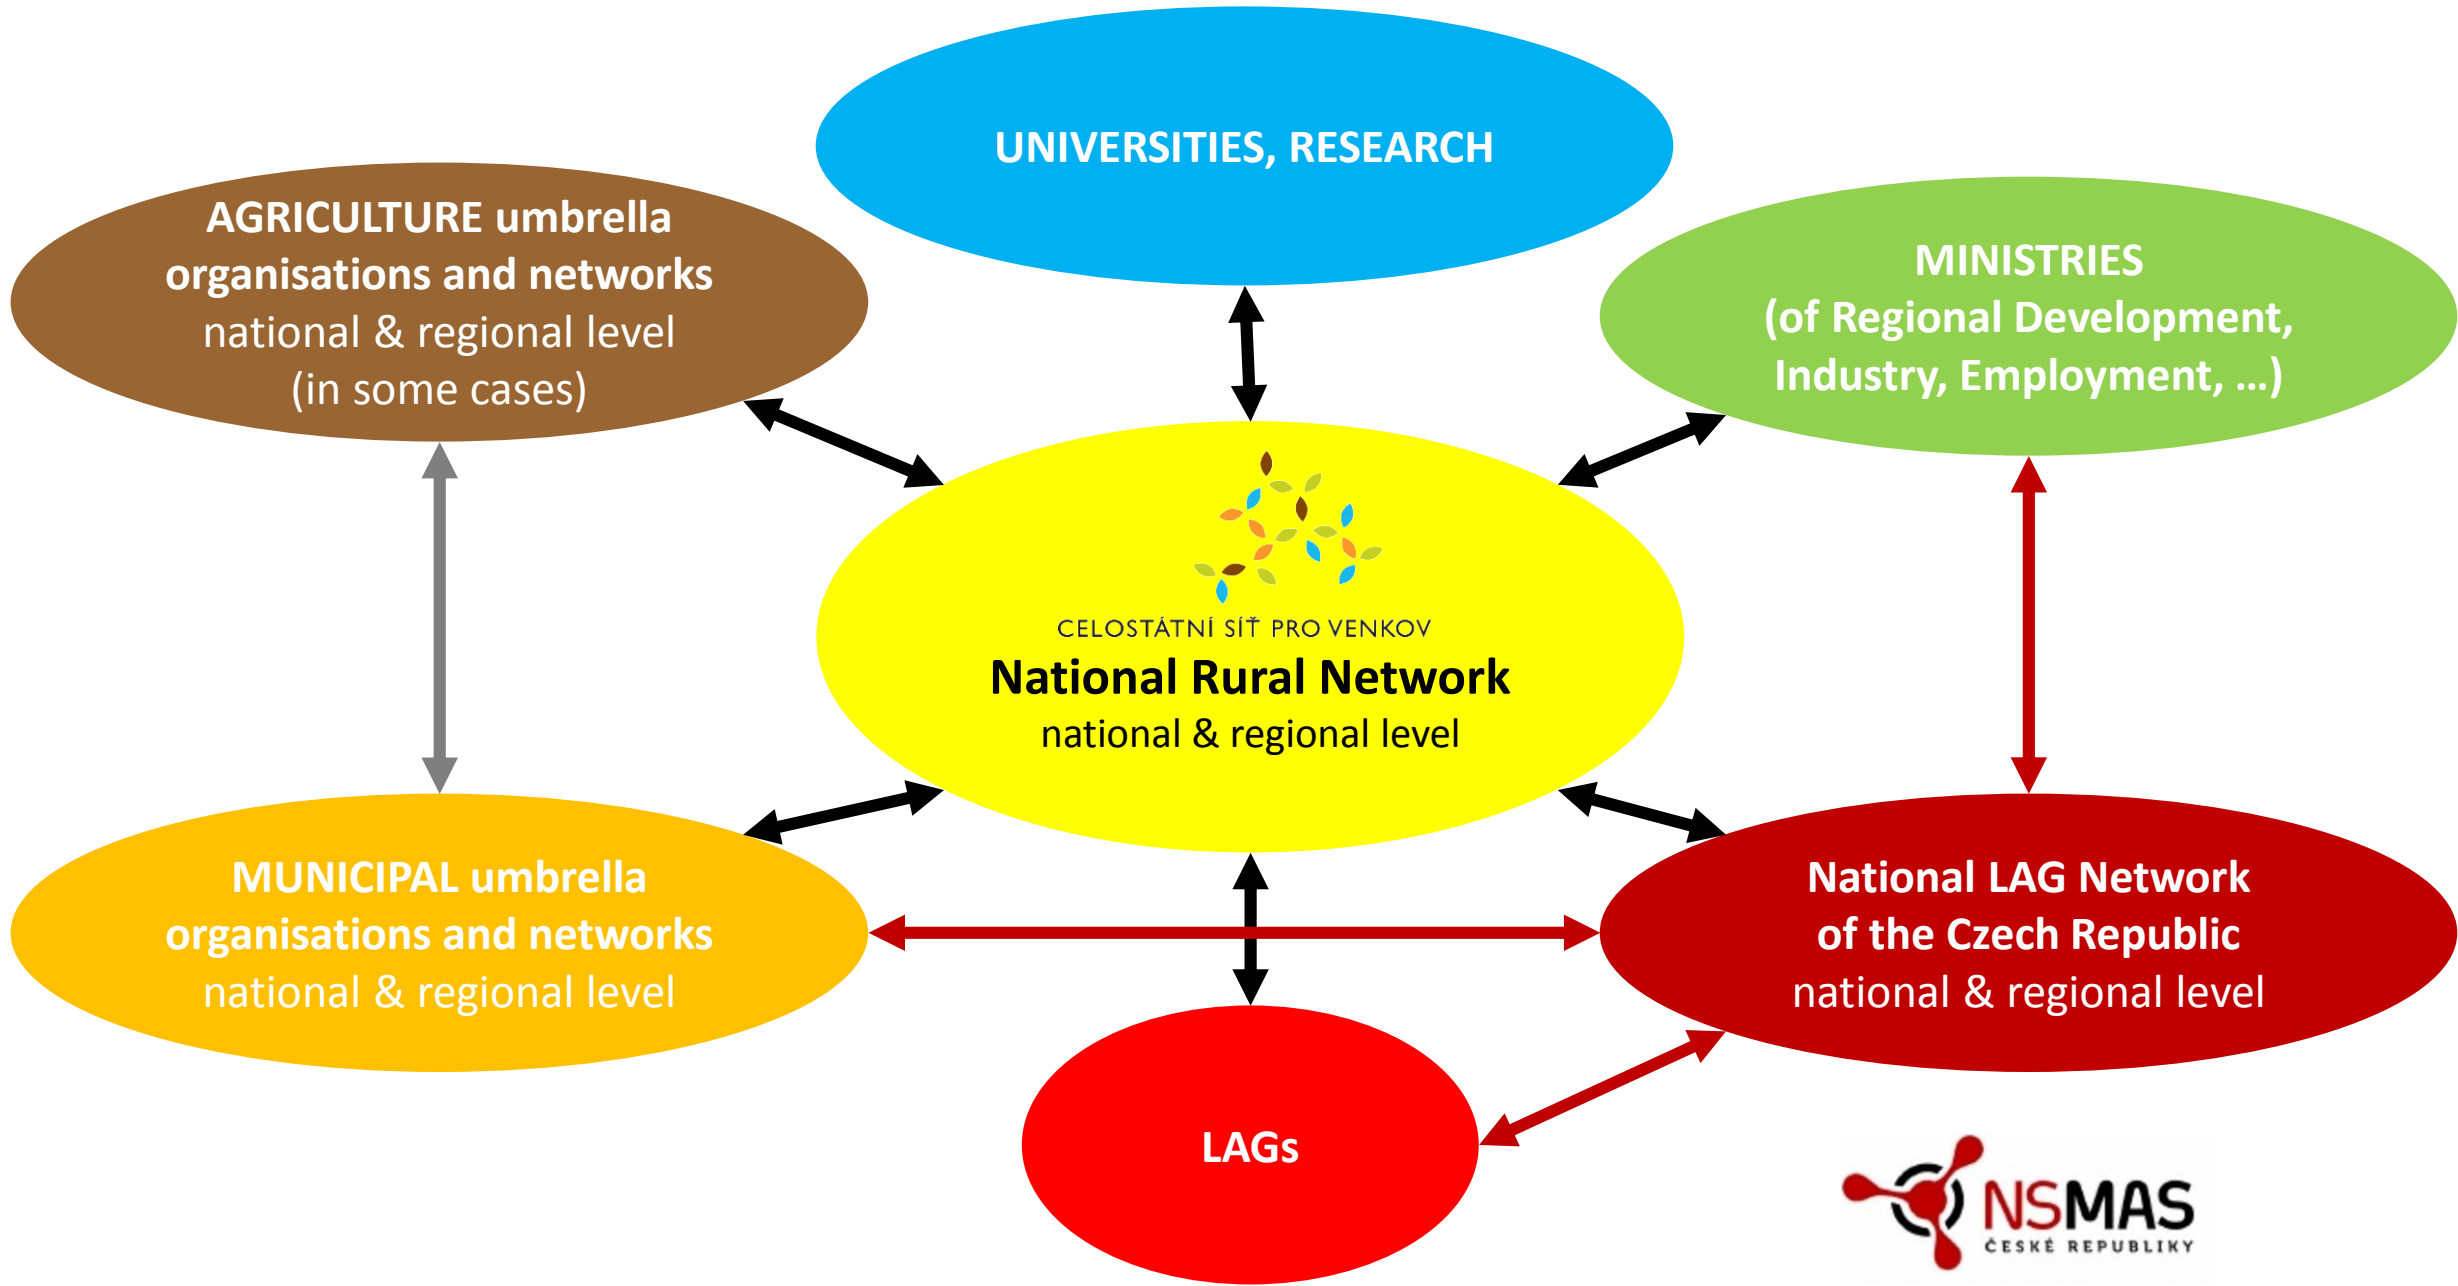 UNIVERSITIES, RESEARCH
AGRICULTURE umbrella
organisations and networks
national & regional level
(in some cases)
MINISTRIES
(of Regional Development,
Industry, Employment, ...)
CELOSTÁTNÍ SÍŤ PRO VENKOV
National Rural Network
national & regional level
MUNICIPAL umbrella
organisations and networks
national & regional level
National LAG Network
of the Czech Republic
national & regional level
LAGs
NSMAS
ČESKÉ REPUBLIKY